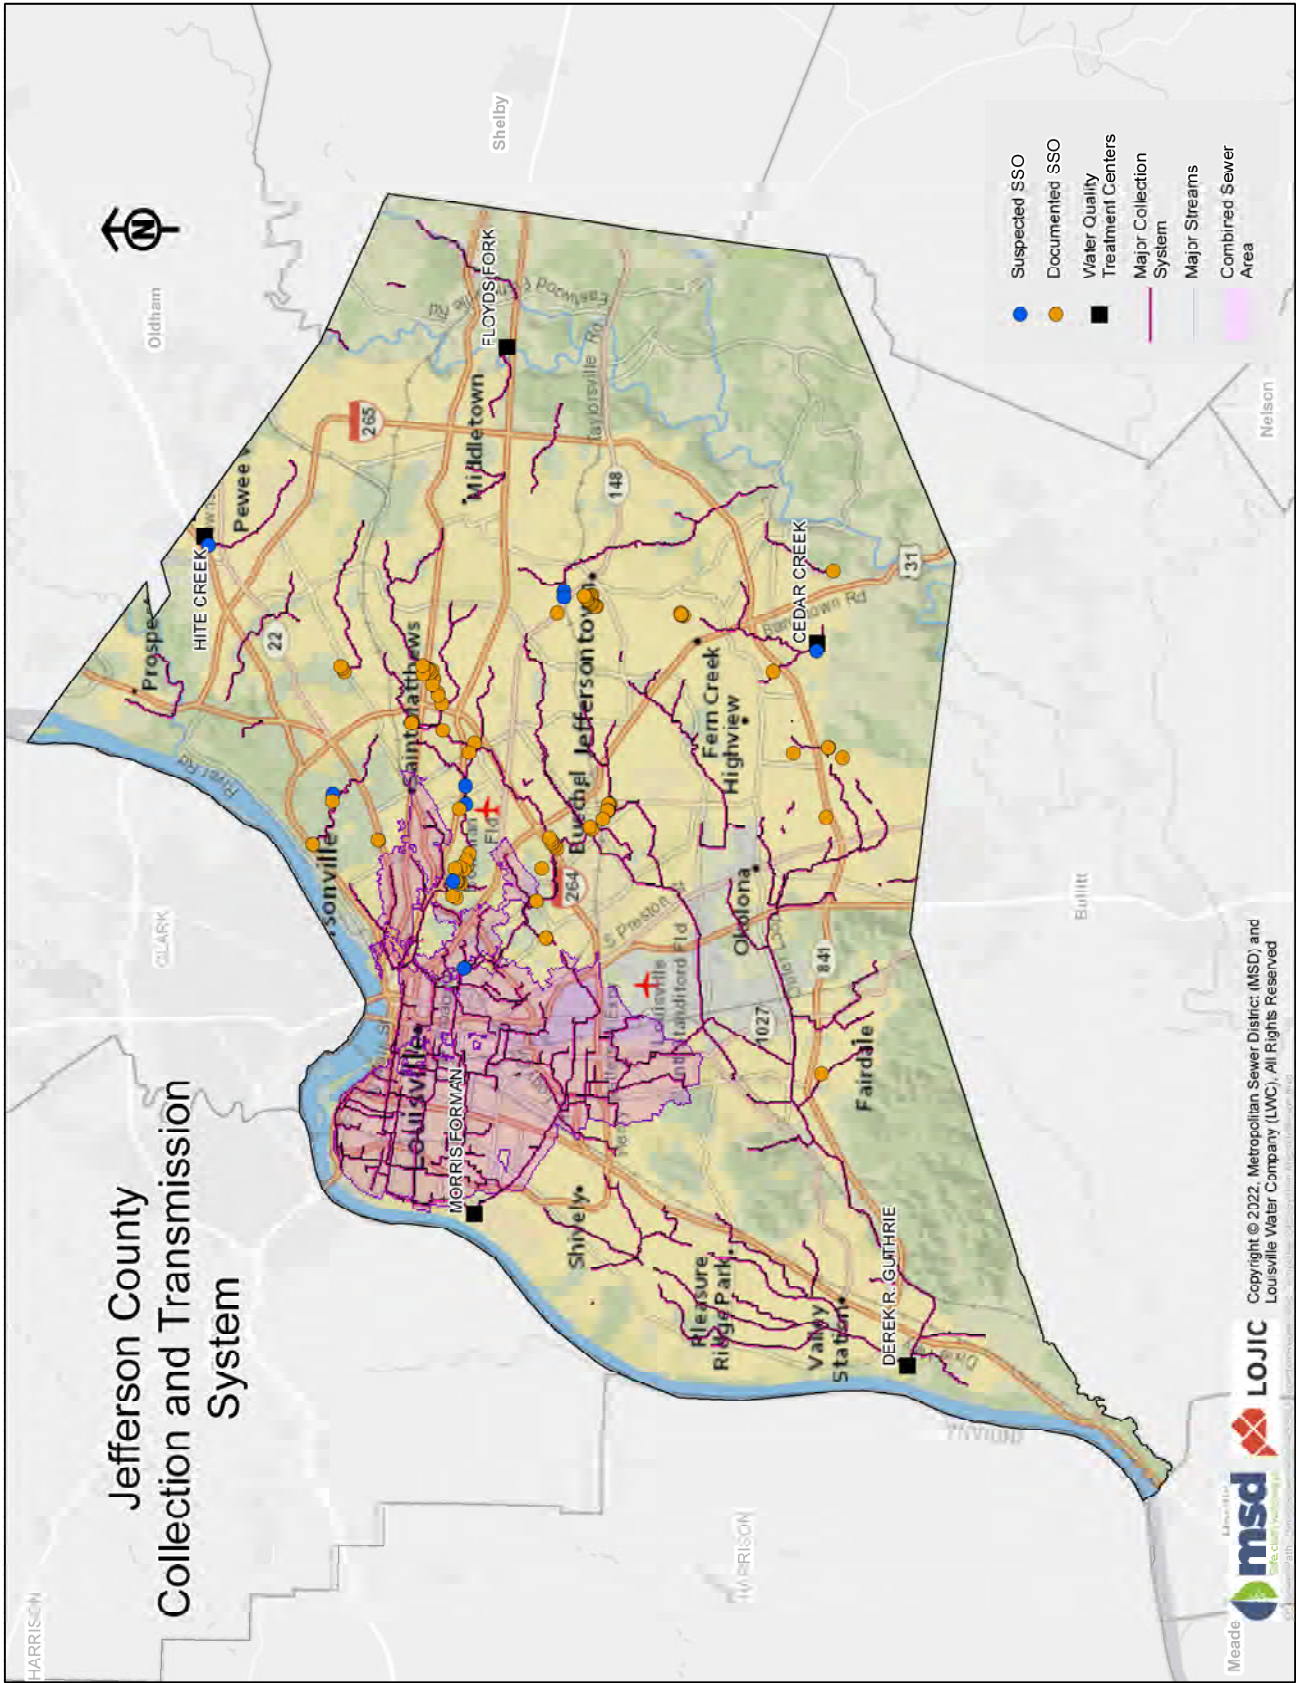 Jefferson County
Collection and Transmission
System
N
HARRISON
CLARK
Oldham
Shelby
HARRISON
Bullitt
Nelson
Meade
HITE CREEK
FLOYDS FORK
CEDAR CREEK
MORRIS FORMAN
DEREK R. GUTHRIE
Prospe
Pewee V
Middletown
Saint Matthews
sonville
Louisville
Jeffersontown
Buechel
Fern Creek
Highview
Okolona
Fairdale
Shively
Pleasure
Ridge Park
Valley
Station
River Rd
Taylorsville Rd
S Preston
22
265
148
31
264
841
1027
Suspected SSO
Documented SSO
Water Quality
Treatment Centers
Major Collection
System
Major Streams
Combined Sewer
Area
msd
LOJIC
Copyright © 2022, Metropolitan Sewer District (MSD) and
Louisville Water Company (LWC), All Rights Reserved